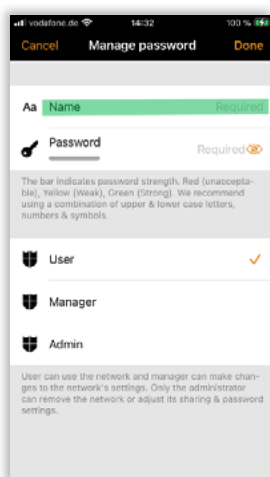 vodafone.de 14:32 100 %
Cancel Manage password Done
Aa Name Required
Password Required
The bar indicates password strength. Red (unaccepta-
ble), Yellow (Weak), Green (Strong). We recommend
using a combination of upper & lower case letters,
numbers & symbols.
User
Manager
Admin
User can use the network and manager can make chan-
ges to the network's settings. Only the administrator
can remove the network or adjust its sharing & password
settings.